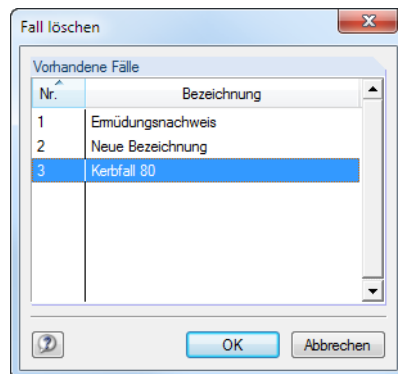 Fall löschen
Vorhandene Fälle
Nr. Bezeichnung
1 Ermüdungsnachweis
2 Neue Bezeichnung
3 Kerbfall 80
OK Abbrechen